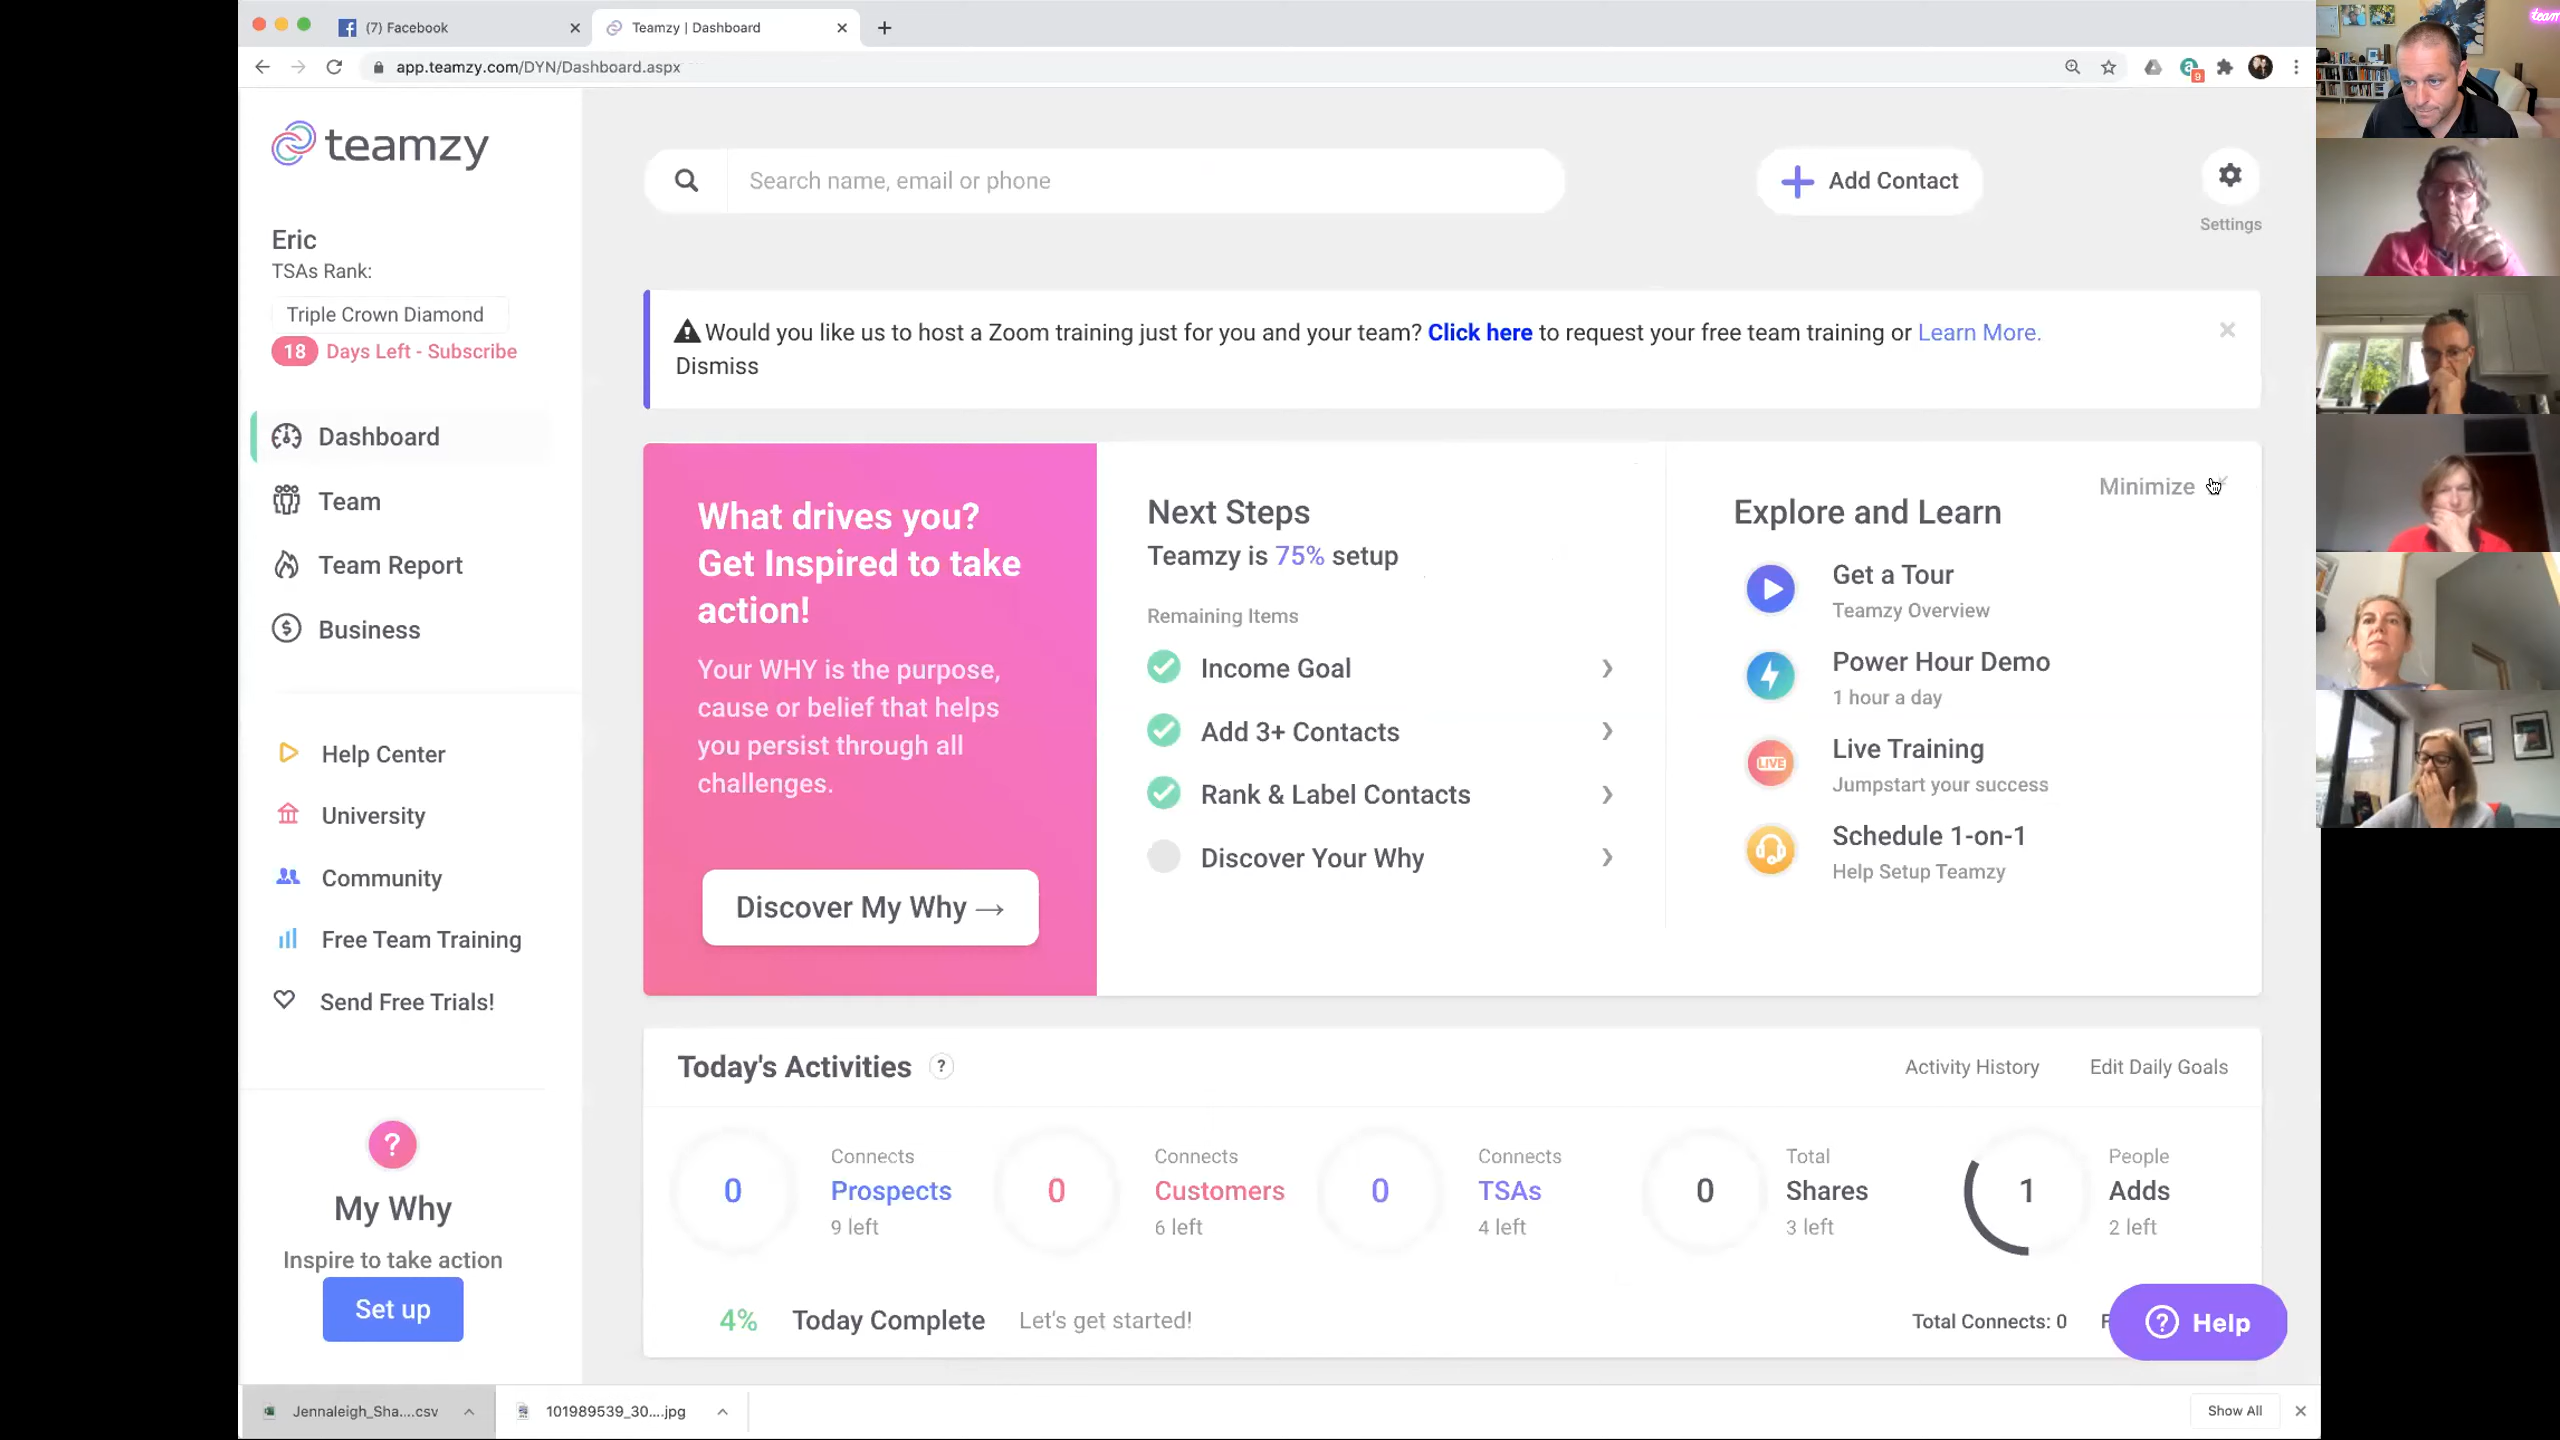 (7) Facebook
Teamzy | Dashboard
app.teamzy.com/DYN/Dashboard.aspx
9
team
teamzy
Eric
TSAs Rank:
Triple Crown Diamond
18 Days Left - Subscribe
Dashboard
Team
Team Report
Business
Help Center
University
Community
Free Team Training
Send Free Trials!
?
My Why
Inspire to take action
Set up
Search name, email or phone
Add Contact
Settings
Would you like us to host a Zoom training just for you and your team? Click here to request your free team training or Learn More.
Dismiss
What drives you?
Get Inspired to take
action!
Your WHY is the purpose,
cause or belief that helps
you persist through all
challenges.
Discover My Why →
Next Steps
Teamzy is 75% setup
Remaining Items
Income Goal
Add 3+ Contacts
Rank & Label Contacts
Discover Your Why
Minimize
Explore and Learn
Get a Tour
Teamzy Overview
Power Hour Demo
1 hour a day
LIVE
Live Training
Jumpstart your success
Schedule 1-on-1
Help Setup Teamzy
Today's Activities ?
Activity History
Edit Daily Goals
0
Connects
Prospects
9 left
0
Connects
Customers
6 left
0
Connects
TSAs
4 left
0
Total
Shares
3 left
1
People
Adds
2 left
4% Today Complete Let's get started!
Total Connects: 0
? Help
Jennaleigh_Sha....csv
101989539_30....jpg
Show All